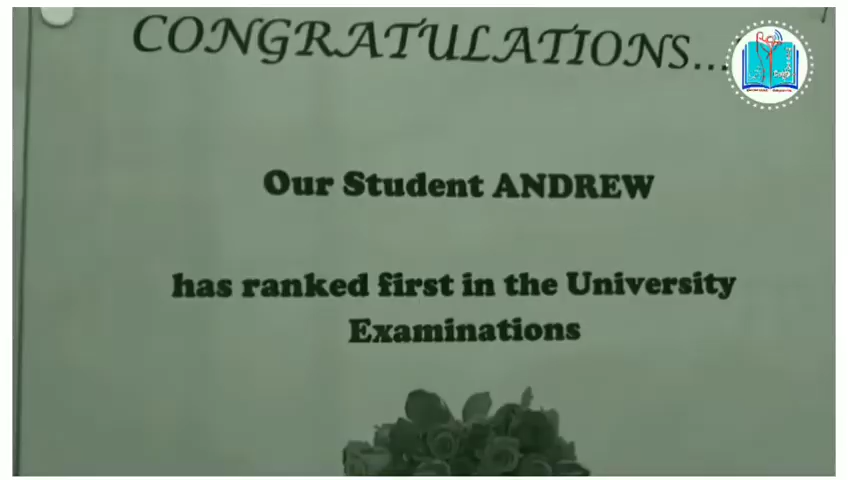 CONGRATULATIONS...
Our Student ANDREW
has ranked first in the University
Examinations